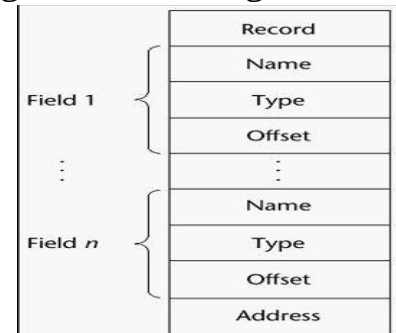 Record
Name
Field 1 Type
Offset
⋮ ⋮
Name
Field n Type
Offset
Address